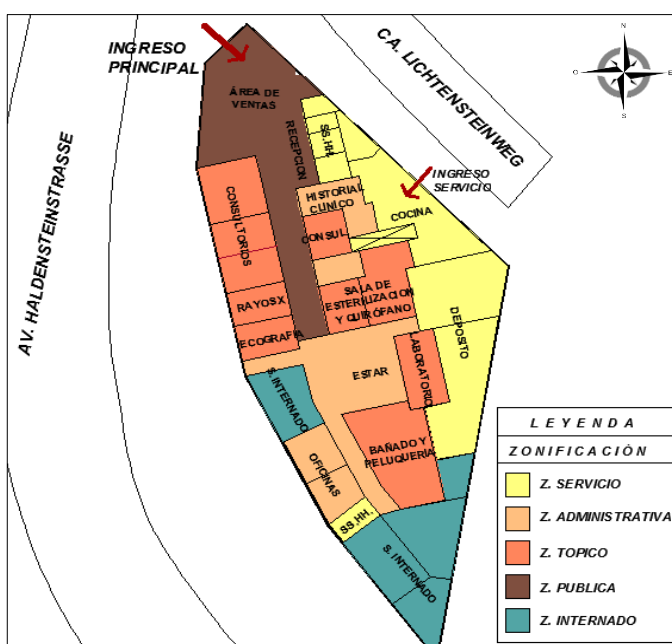 INGRESO
PRINCIPAL
CA. LICHTENSTEINWEG
N
O
E
S
AV. HALDENSTEINSTRASSE
ÁREA DE
VENTAS
RECEPCION
SS.HH.
INGRESO
SERVICIO
HISTORIAL
CLINICO
COCINA
CONSULTORIOS
CONSUL
RAYOSX
SALA DE
ESTERILIZACION
Y QUIRÓFANO
ECOGRAFIA
DEPOSITO
LABORATORIO
S. INTERNADO
ESTAR
BAÑADO Y
PELUQUERIA
OFICINAS
SS.HH.
S. INTERNADO
LEYENDA
ZONIFICACIÓN
Z. SERVICIO
Z. ADMINISTRATIVA
Z. TOPICO
Z. PUBLICA
Z. INTERNADO